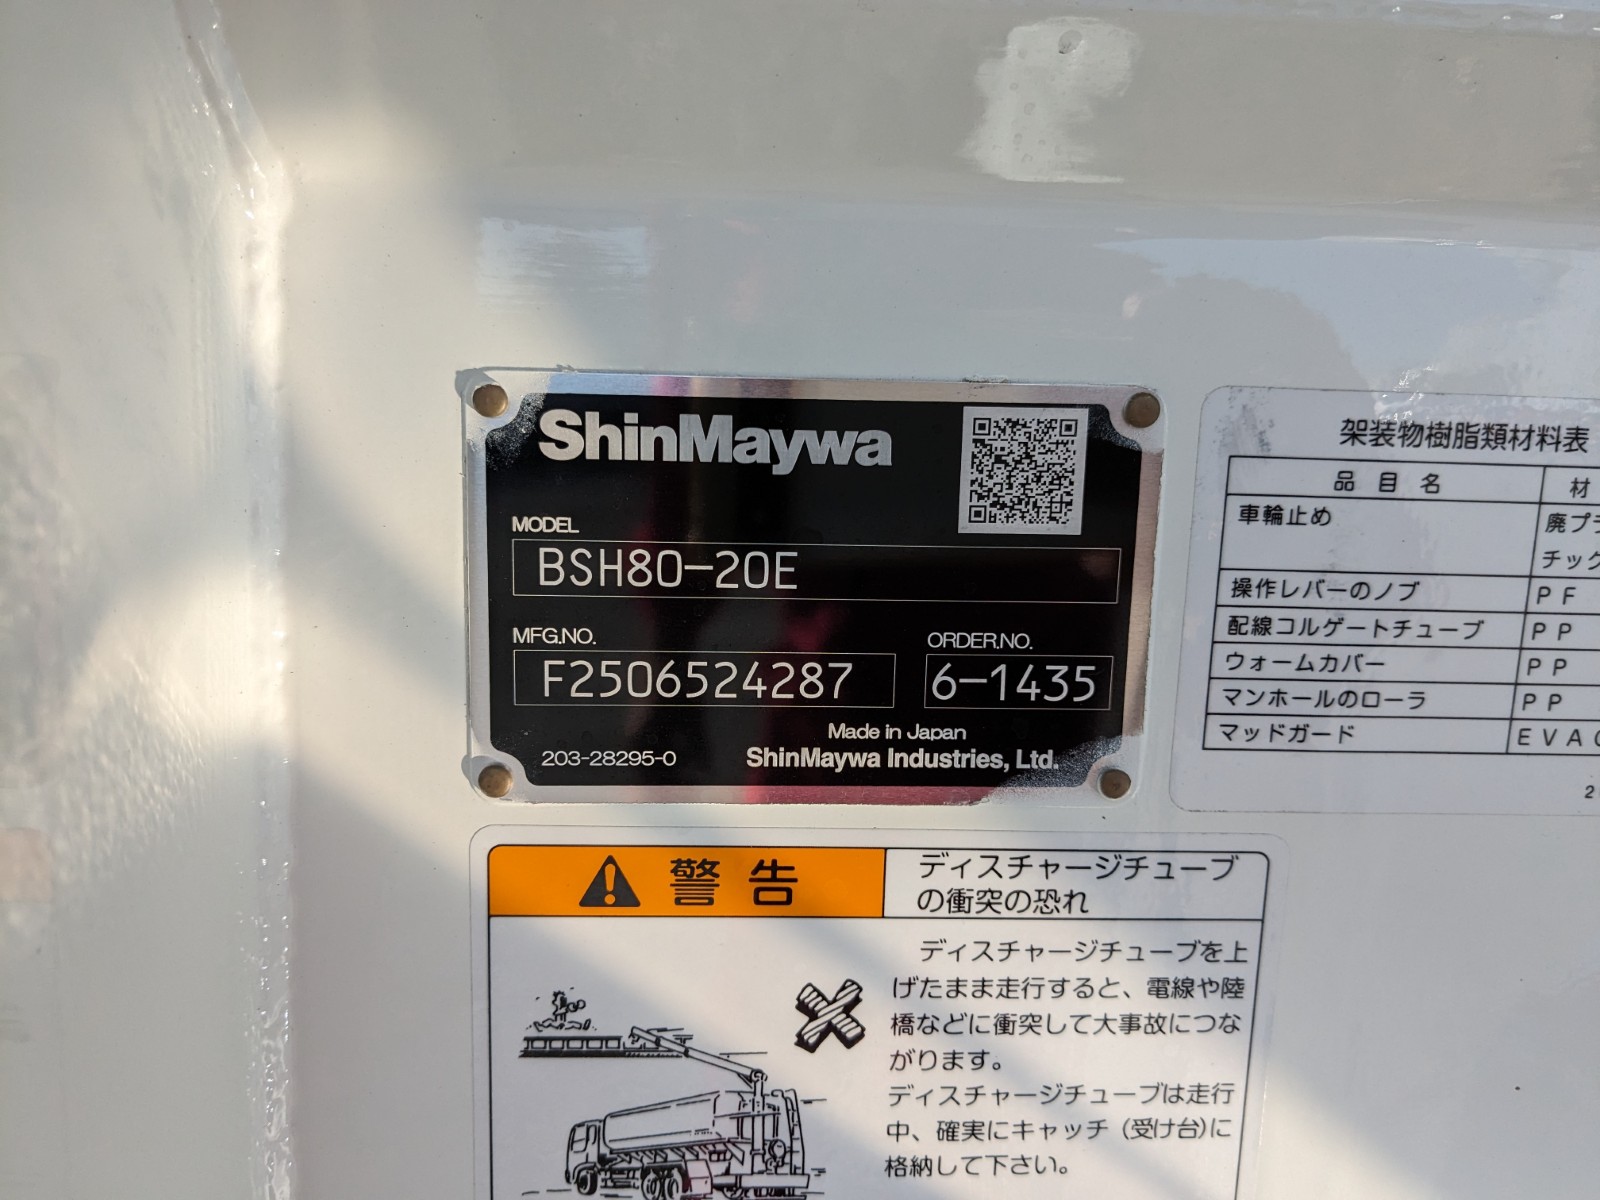 ShinMaywa
MODEL
BSH80-20E
MFG.NO.
ORDER.NO.
F2506524287
6-1435
Made in Japan
203-28295-0
ShinMaywa Industries, Ltd.
架装物樹脂類材料表
品目名
材
車輪止め
廃プラ
チック
操作レバーのノブ
PF
配線コルゲートチューブ
PP
ウォームカバー
PP
マンホールのローラ
PP
マッドガード
EVAC
2
警告
ディスチャージチューブ
の衝突の恐れ
ディスチャージチューブを上
げたまま走行すると、電線や陸
橋などに衝突して大事故につな
がります。
ディスチャージチューブは走行
中、確実にキャッチ(受け台)に
格納して下さい。